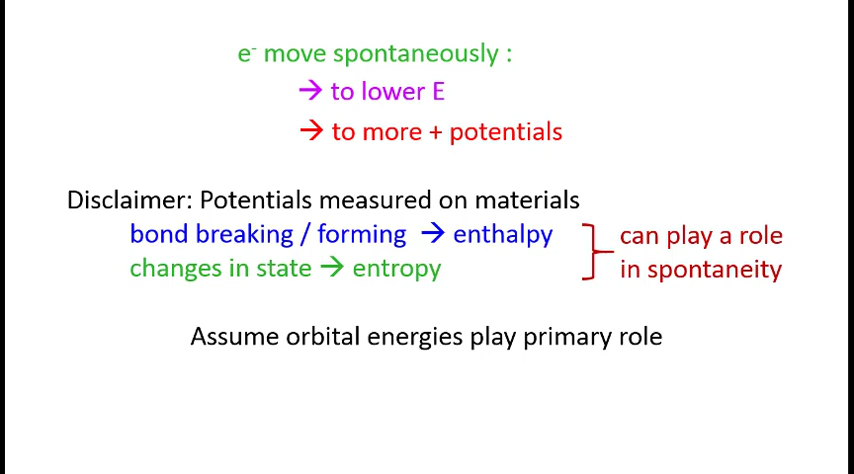 e⁻ move spontaneously :
→ to lower E
→ to more + potentials
Disclaimer: Potentials measured on materials
bond breaking / forming → enthalpy
changes in state → entropy
can play a role
in spontaneity
Assume orbital energies play primary role